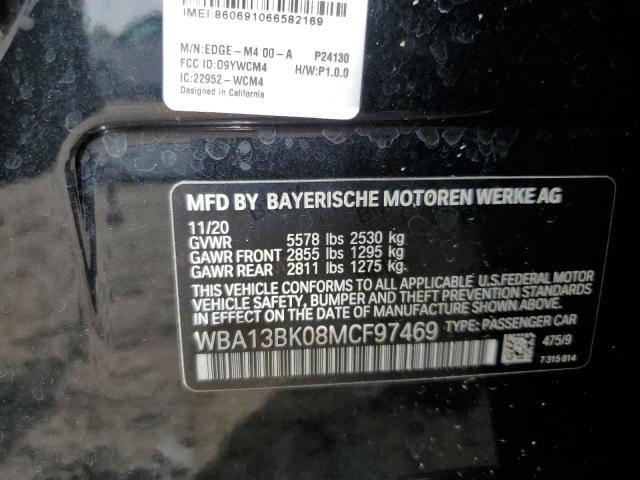 IMEI:860691066582169
M/N:EDGE-M4 00-A P24130
FCC ID:O9YWCM4 H/W:P1.0.0
IC:22952-WCM4
Designed in California
MFD BY BAYERISCHE MOTOREN WERKE AG
11/20
GVWR 5578 lbs 2530 kg
GAWR FRONT 2855 lbs 1295 kg
GAWR REAR 2811 lbs 1275 kg
THIS VEHICLE CONFORMS TO ALL APPLICABLE U.S.FEDERAL MOTOR
VEHICLE SAFETY, BUMPER, AND THEFT PREVENTION STANDARDS
IN EFFECT ON THE DATE OF MANUFACTURE SHOWN ABOVE.
WBA13BK08MCF97469 TYPE: PASSENGER CAR
475/9
7315814